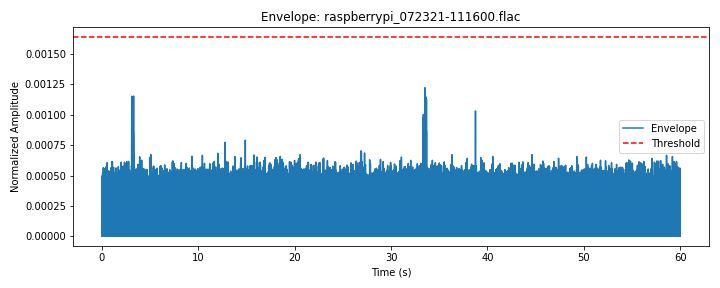 Envelope: raspberrypi_072321-111600.flac
Normalized Amplitude
0.00150
0.00125
0.00100
0.00075
0.00050
0.00025
0.00000
Envelope
Threshold
0 10 20 30 40 50 60
Time (s)